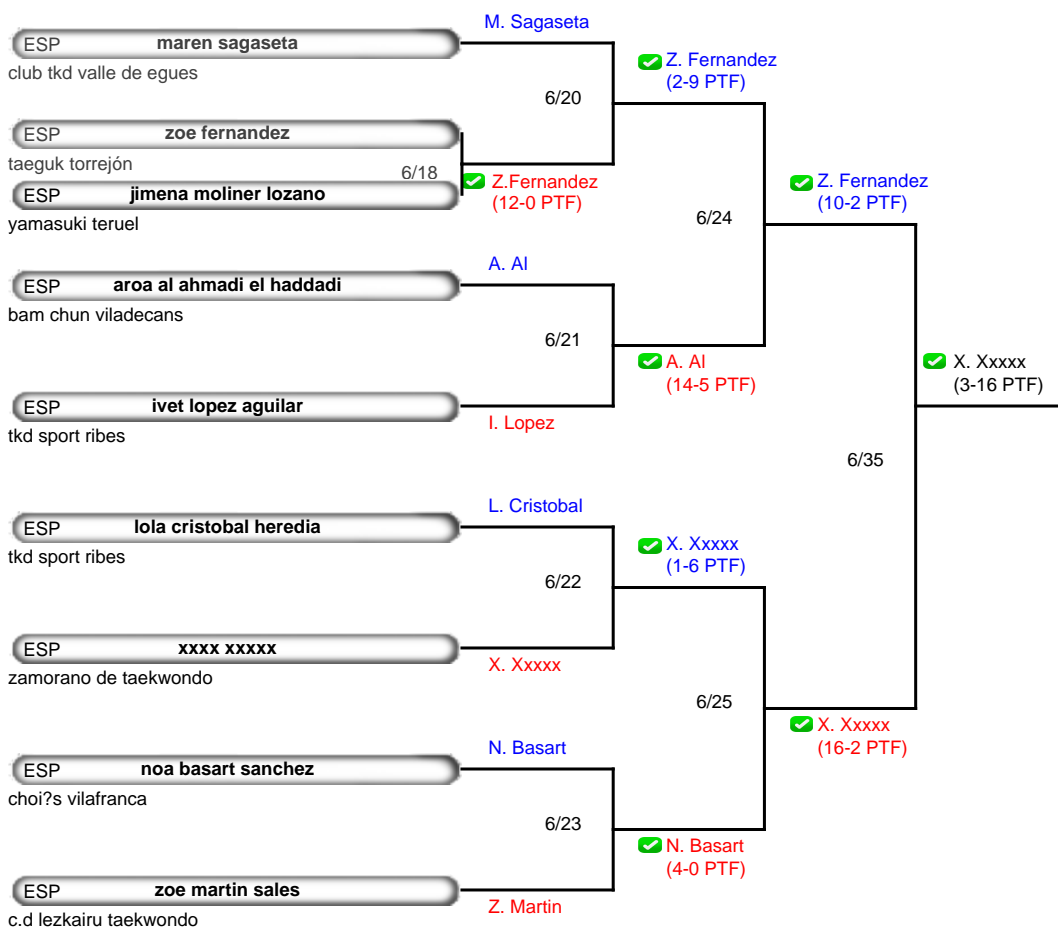 M. Sagaseta
ESP maren sagaseta
club tkd valle de egues
Z. Fernandez
(2-9 PTF)
6/20
ESP zoe fernandez
taeguk torrejón
6/18
Z.Fernandez
(12-0 PTF)
ESP jimena moliner lozano
yamasuki teruel
Z. Fernandez
(10-2 PTF)
6/24
A. Al
ESP aroa al ahmadi el haddadi
bam chun viladecans
6/21
A. Al
(14-5 PTF)
X. Xxxxx
(3-16 PTF)
ESP ivet lopez aguilar
I. Lopez
tkd sport ribes
6/35
L. Cristobal
ESP lola cristobal heredia
tkd sport ribes
X. Xxxxx
(1-6 PTF)
6/22
ESP xxxx xxxxx
X. Xxxxx
zamorano de taekwondo
6/25
X. Xxxxx
(16-2 PTF)
N. Basart
ESP noa basart sanchez
choi?s vilafranca
6/23
N. Basart
(4-0 PTF)
ESP zoe martin sales
Z. Martin
c.d lezkairu taekwondo